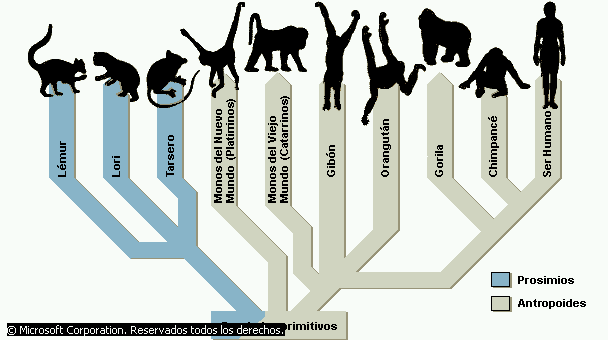 Lémur
Lori
Tarsero
Monos del Nuevo
Mundo (Platirrinos)
Monos del Viejo
Mundo (Catarrinos)
Gibón
Orangután
Gorila
Chimpancé
Ser Humano
Prosimios
Antropoides
primitivos
© Microsoft Corporation. Reservados todos los derechos.